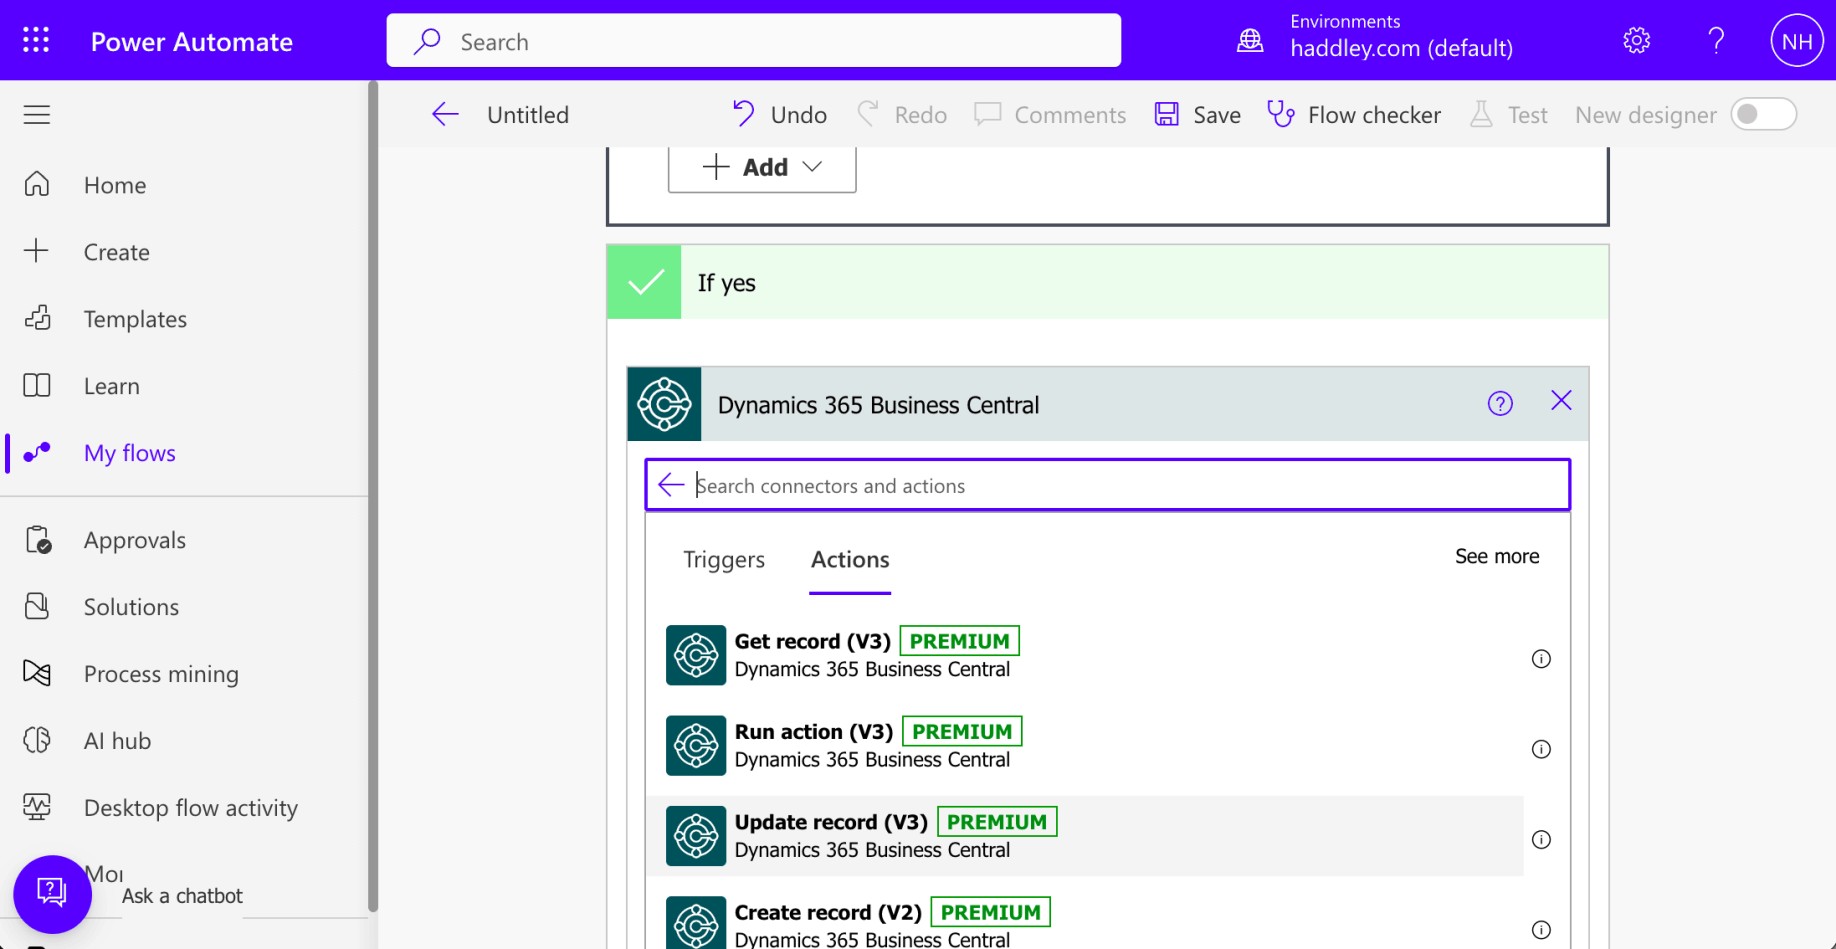 Power Automate
Search
Environments
haddley.com (default)
?
NH
Untitled
Undo
Redo
Comments
Save
Flow checker
Test
New designer
Home
Create
Templates
Learn
My flows
Approvals
Solutions
Process mining
AI hub
Desktop flow activity
Ask a chatbot
Add
If yes
Dynamics 365 Business Central
Search connectors and actions
Triggers
Actions
See more
Get record (V3) PREMIUM
Dynamics 365 Business Central
Run action (V3) PREMIUM
Dynamics 365 Business Central
Update record (V3) PREMIUM
Dynamics 365 Business Central
Create record (V2) PREMIUM
Dynamics 365 Business Central